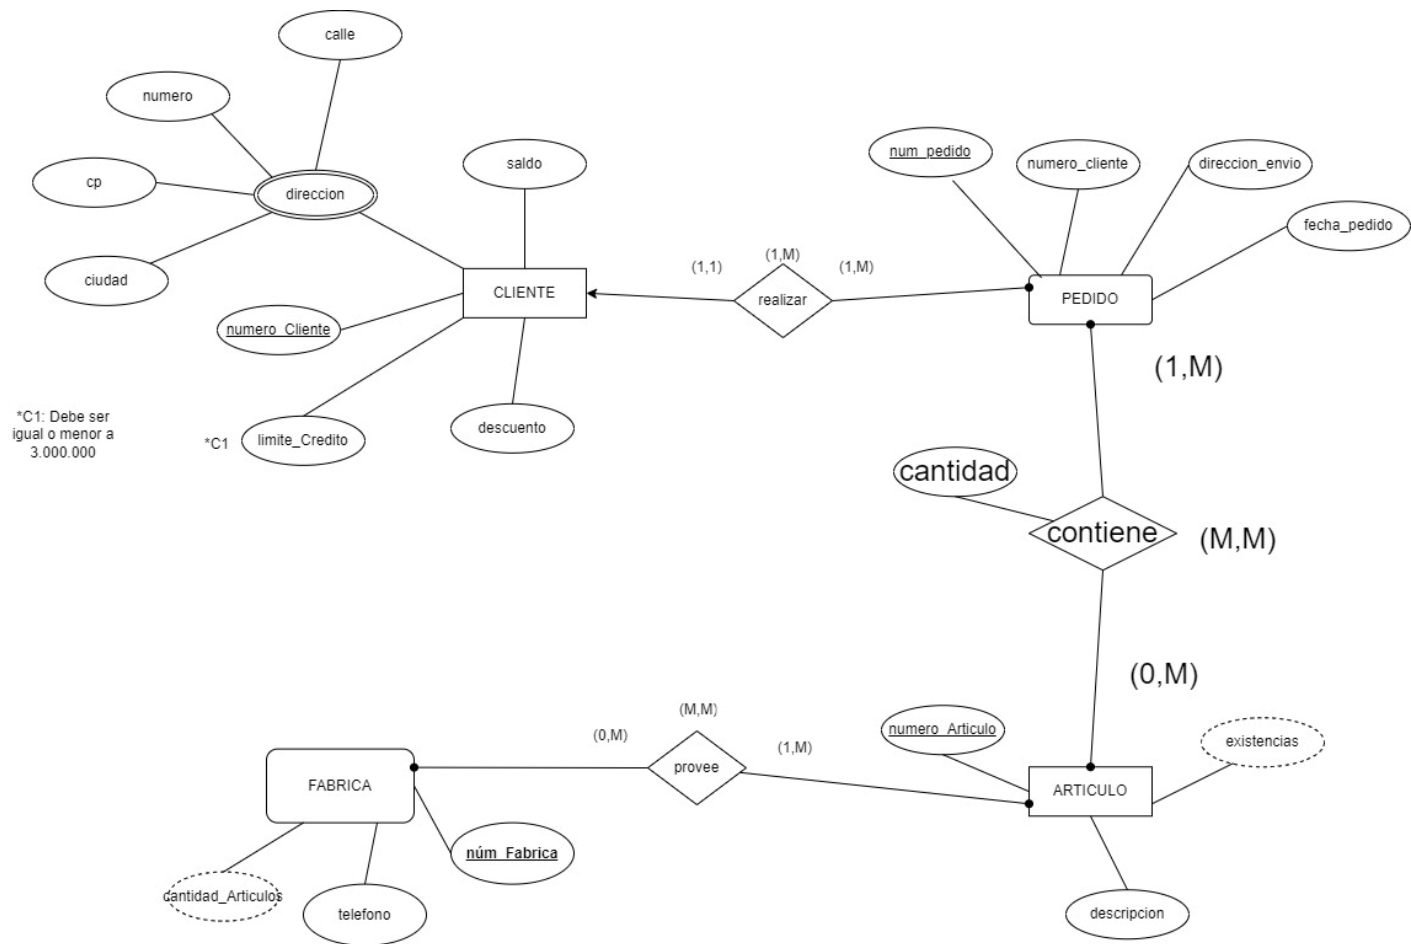 calle
numero
cp
direccion
ciudad
saldo
CLIENTE
numero_Cliente
*C1: Debe ser
igual o menor a
3.000.000
*C1
limite_Credito
descuento
(1,1)
(1,M)
(1,M)
realizar
num_pedido
numero_cliente
direccion_envio
fecha_pedido
PEDIDO
(1,M)
cantidad
contiene
(M,M)
(0,M)
FABRICA
cantidad_Articulos
telefono
núm_Fabrica
(0,M)
(M,M)
(1,M)
provee
numero_Articulo
existencias
ARTICULO
descripcion